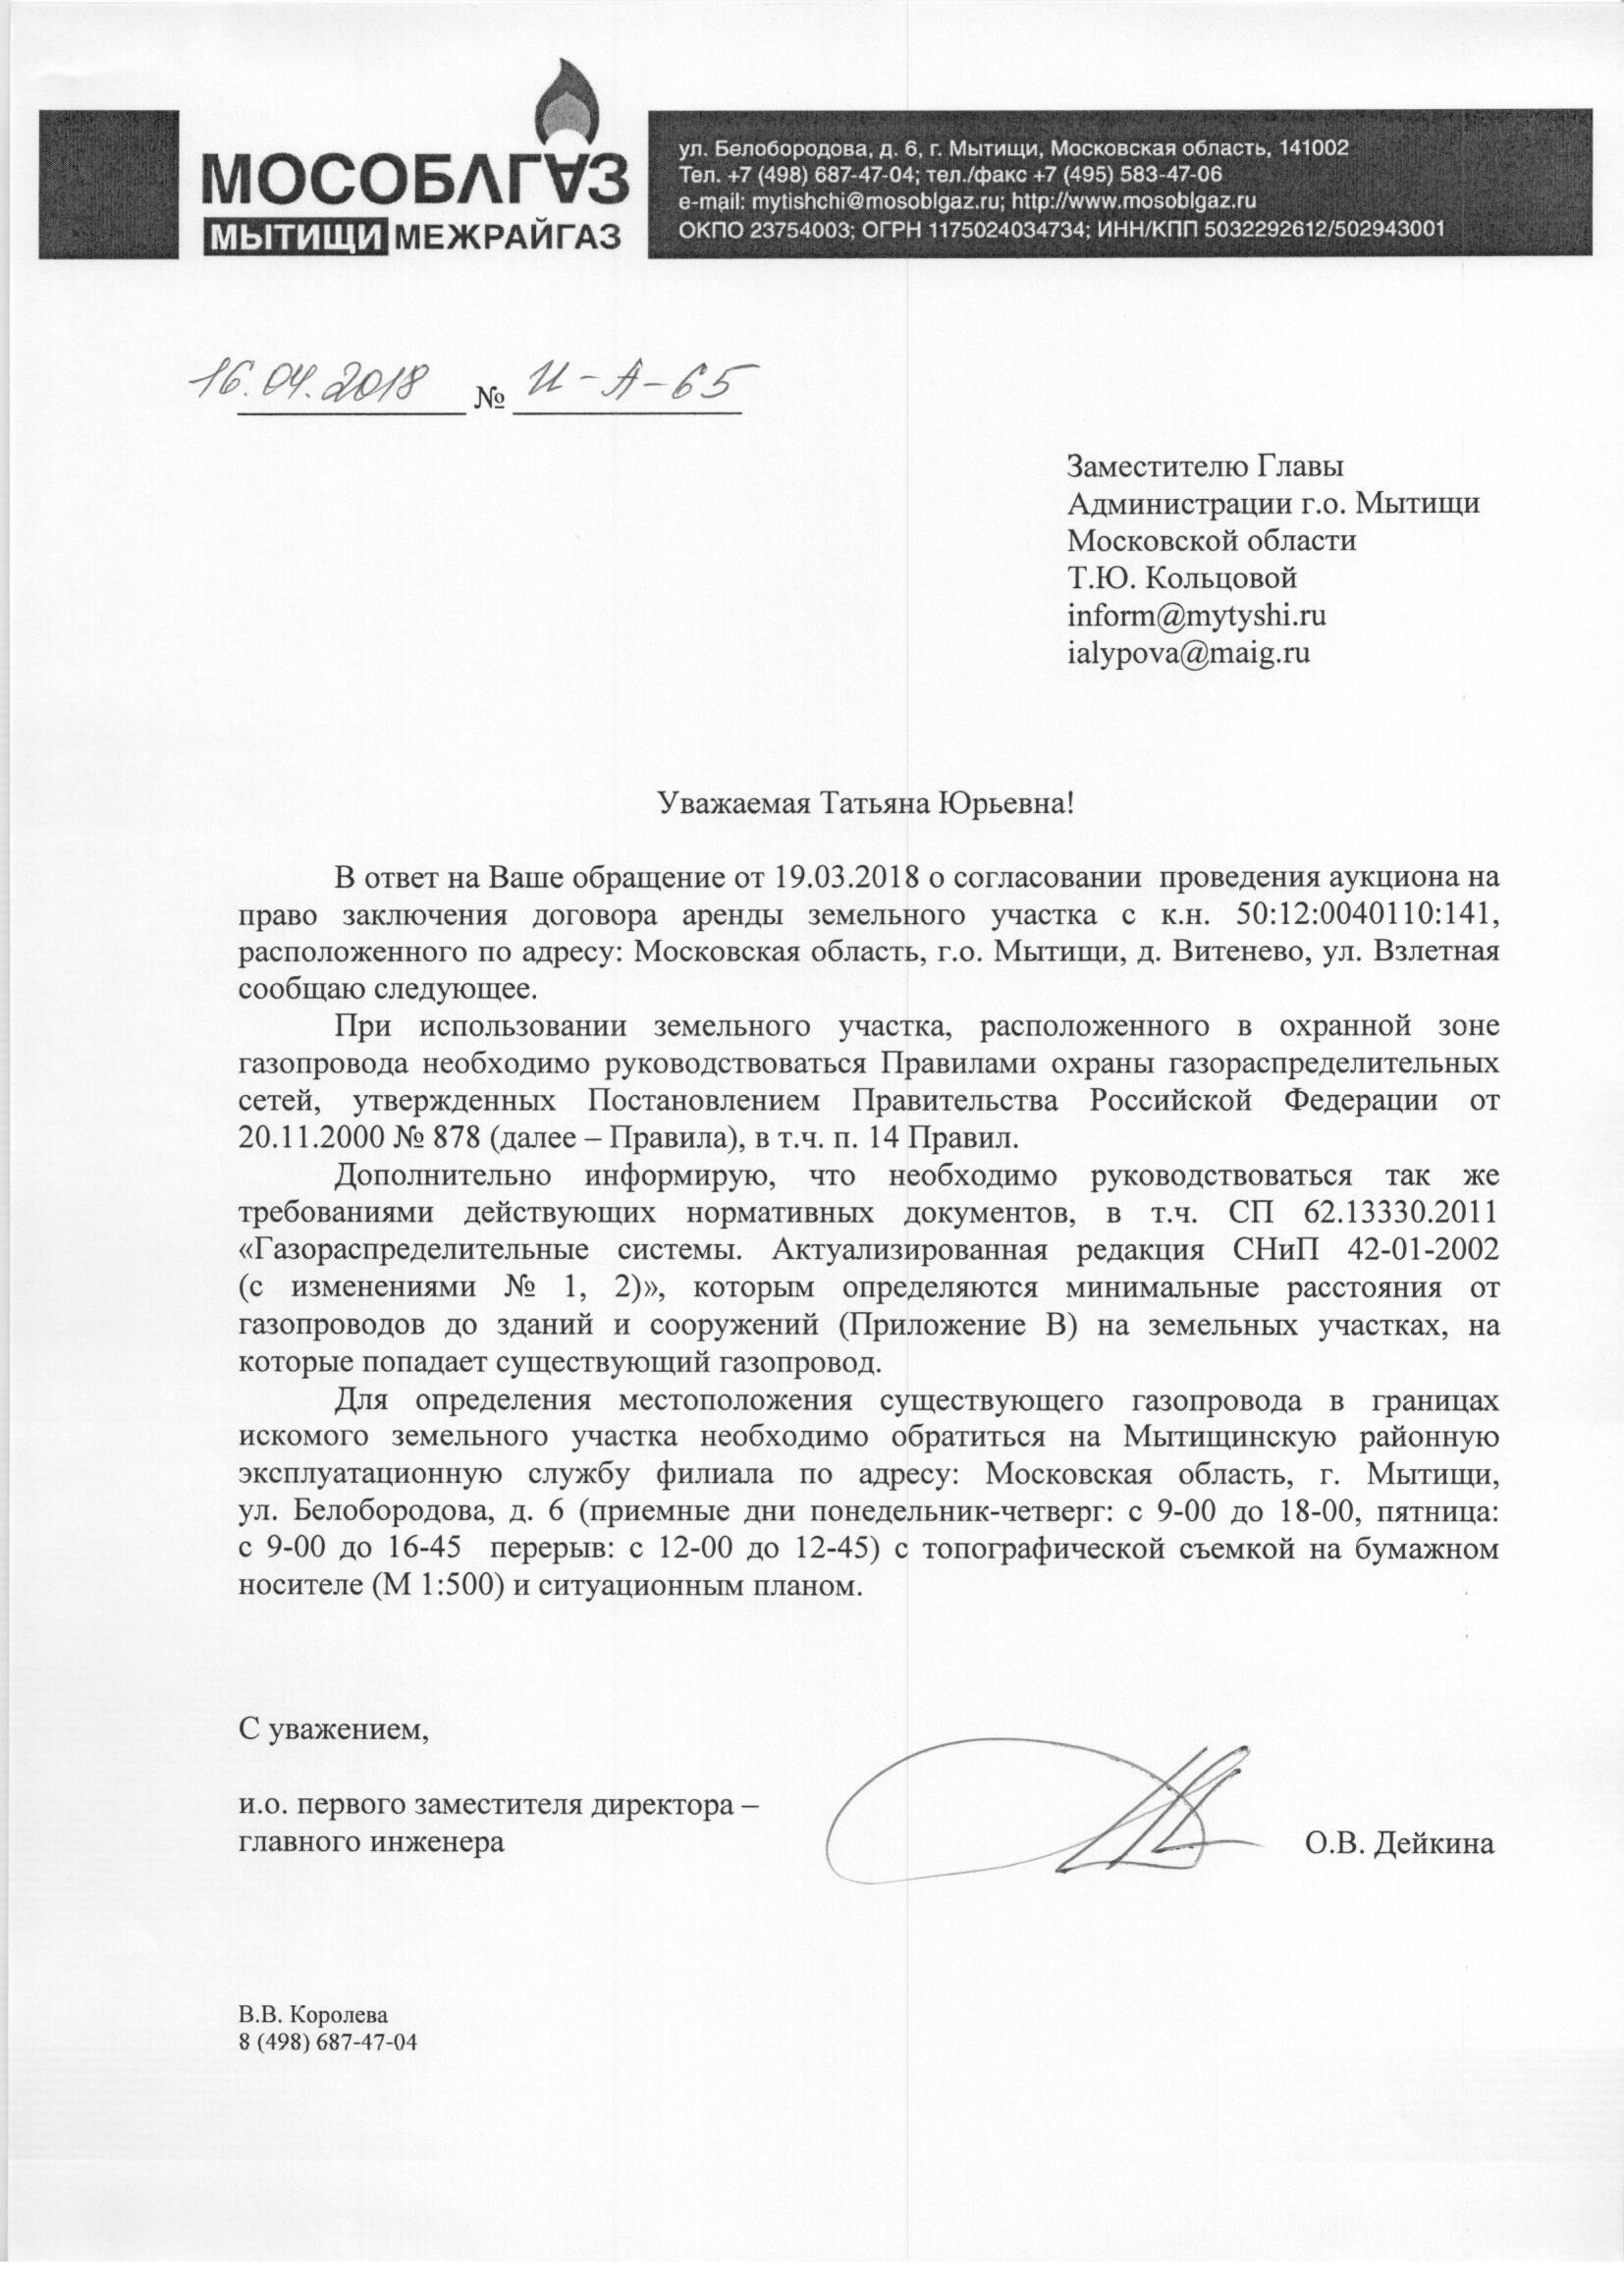 МОСОБЛГАЗ
МЫТИЩИ МЕЖРАЙГАЗ
ул. Белобородова, д. 6, г. Мытищи, Московская область, 141002
Тел. +7 (498) 687-47-04; тел./факс +7 (495) 583-47-06
e-mail: mytishchi@mosoblgaz.ru; http://www.mosoblgaz.ru
ОКПО 23754003; ОГРН 1175024034734; ИНН/КПП 5032292612/502943001
16.04.2018 № И-А-65
Заместителю Главы
Администрации г.о. Мытищи
Московской области
Т.Ю. Кольцовой
inform@mytyshi.ru
ialypova@maig.ru
Уважаемая Татьяна Юрьевна!
В ответ на Ваше обращение от 19.03.2018 о согласовании проведения аукциона на
право заключения договора аренды земельного участка с к.н. 50:12:0040110:141,
расположенного по адресу: Московская область, г.о. Мытищи, д. Витенево, ул. Взлетная
сообщаю следующее.
При использовании земельного участка, расположенного в охранной зоне
газопровода необходимо руководствоваться Правилами охраны газораспределительных
сетей, утвержденных Постановлением Правительства Российской Федерации от
20.11.2000 № 878 (далее – Правила), в т.ч. п. 14 Правил.
Дополнительно информирую, что необходимо руководствоваться так же
требованиями действующих нормативных документов, в т.ч. СП 62.13330.2011
«Газораспределительные системы. Актуализированная редакция СНиП 42-01-2002
(с изменениями № 1, 2)», которым определяются минимальные расстояния от
газопроводов до зданий и сооружений (Приложение В) на земельных участках, на
которые попадает существующий газопровод.
Для определения местоположения существующего газопровода в границах
искомого земельного участка необходимо обратиться на Мытищинскую районную
эксплуатационную службу филиала по адресу: Московская область, г. Мытищи,
ул. Белобородова, д. 6 (приемные дни понедельник-четверг: с 9-00 до 18-00, пятница:
с 9-00 до 16-45 перерыв: с 12-00 до 12-45) с топографической съемкой на бумажном
носителе (М 1:500) и ситуационным планом.
С уважением,
и.о. первого заместителя директора –
главного инженера
О.В. Дейкина
В.В. Королева
8 (498) 687-47-04